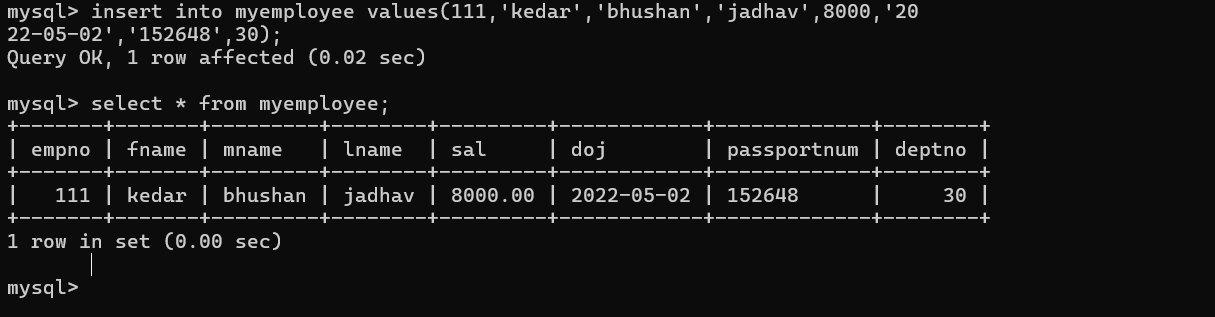 mysql> insert into myemployee values(111,'kedar','bhushan','jadhav',8000,'20
22-05-02','152648',30);
Query OK, 1 row affected (0.02 sec)

mysql> select * from myemployee;
+-------+-------+---------+--------+---------+------------+-------------+--------+
| empno | fname | mname   | lname  | sal     | doj        | passportnum | deptno |
+-------+-------+---------+--------+---------+------------+-------------+--------+
|   111 | kedar | bhushan | jadhav | 8000.00 | 2022-05-02 | 152648      |     30 |
+-------+-------+---------+--------+---------+------------+-------------+--------+
1 row in set (0.00 sec)

mysql>